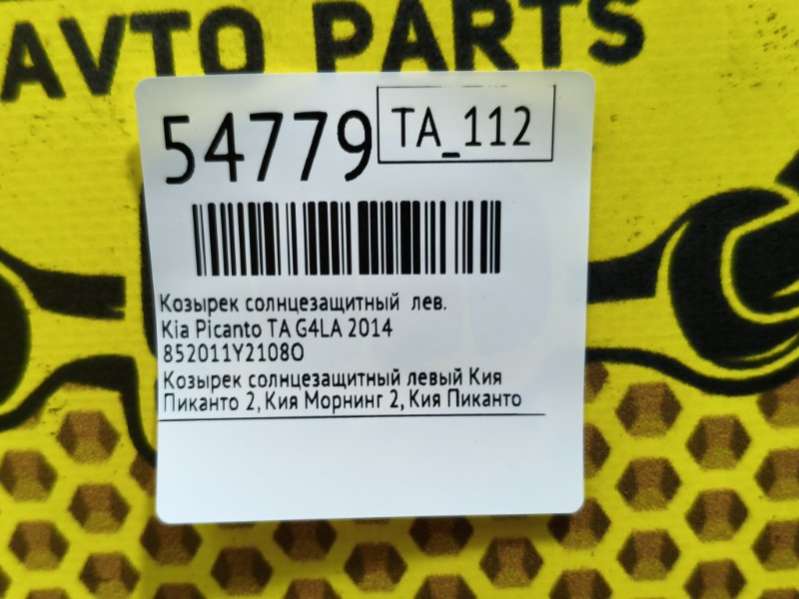 AVTO PARTS
54779
TA_112
Козырек солнцезащитный лев.
Kia Picanto TA G4LA 2014
852011Y2108O
Козырек солнцезащитный левый Кия
Пиканто 2, Кия Морнинг 2, Кия Пиканто